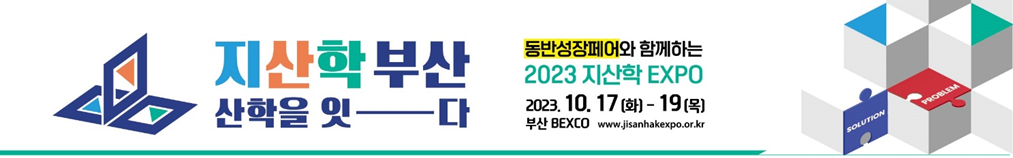 지산학 부산
산학을 잇――다
동반성장페어와 함께하는
2023 지산학 EXPO
2023. 10. 17(화) - 19(목)
부산 BEXCO www.jisanhakexpo.or.kr
SOLUTION
PROBLEM